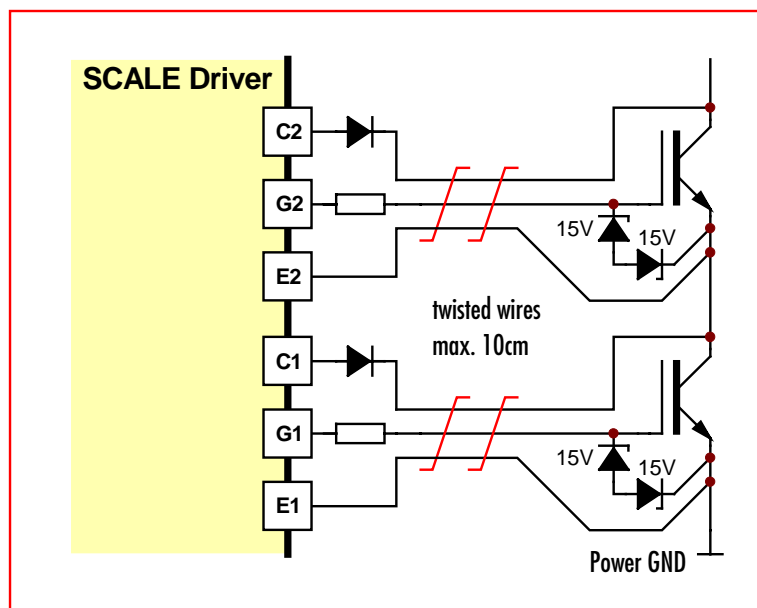 SCALE Driver
C2
G2
15V
15V
E2
twisted wires
max. 10cm
C1
G1
15V
15V
E1
Power GND